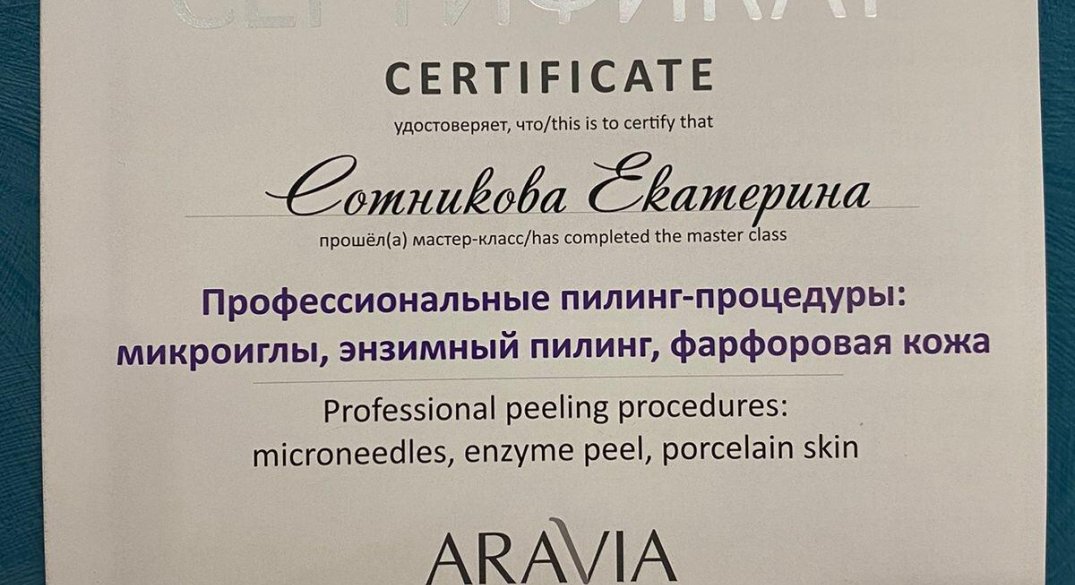 СЕРТИФИКАТ
CERTIFICATE
удостоверяет, что/this is to certify that
Сотникова Екатерина
прошёл(а) мастер-класс/has completed the master class
Профессиональные пилинг-процедуры:
микроиглы, энзимный пилинг, фарфоровая кожа
Professional peeling procedures:
microneedles, enzyme peel, porcelain skin
ARAVIA